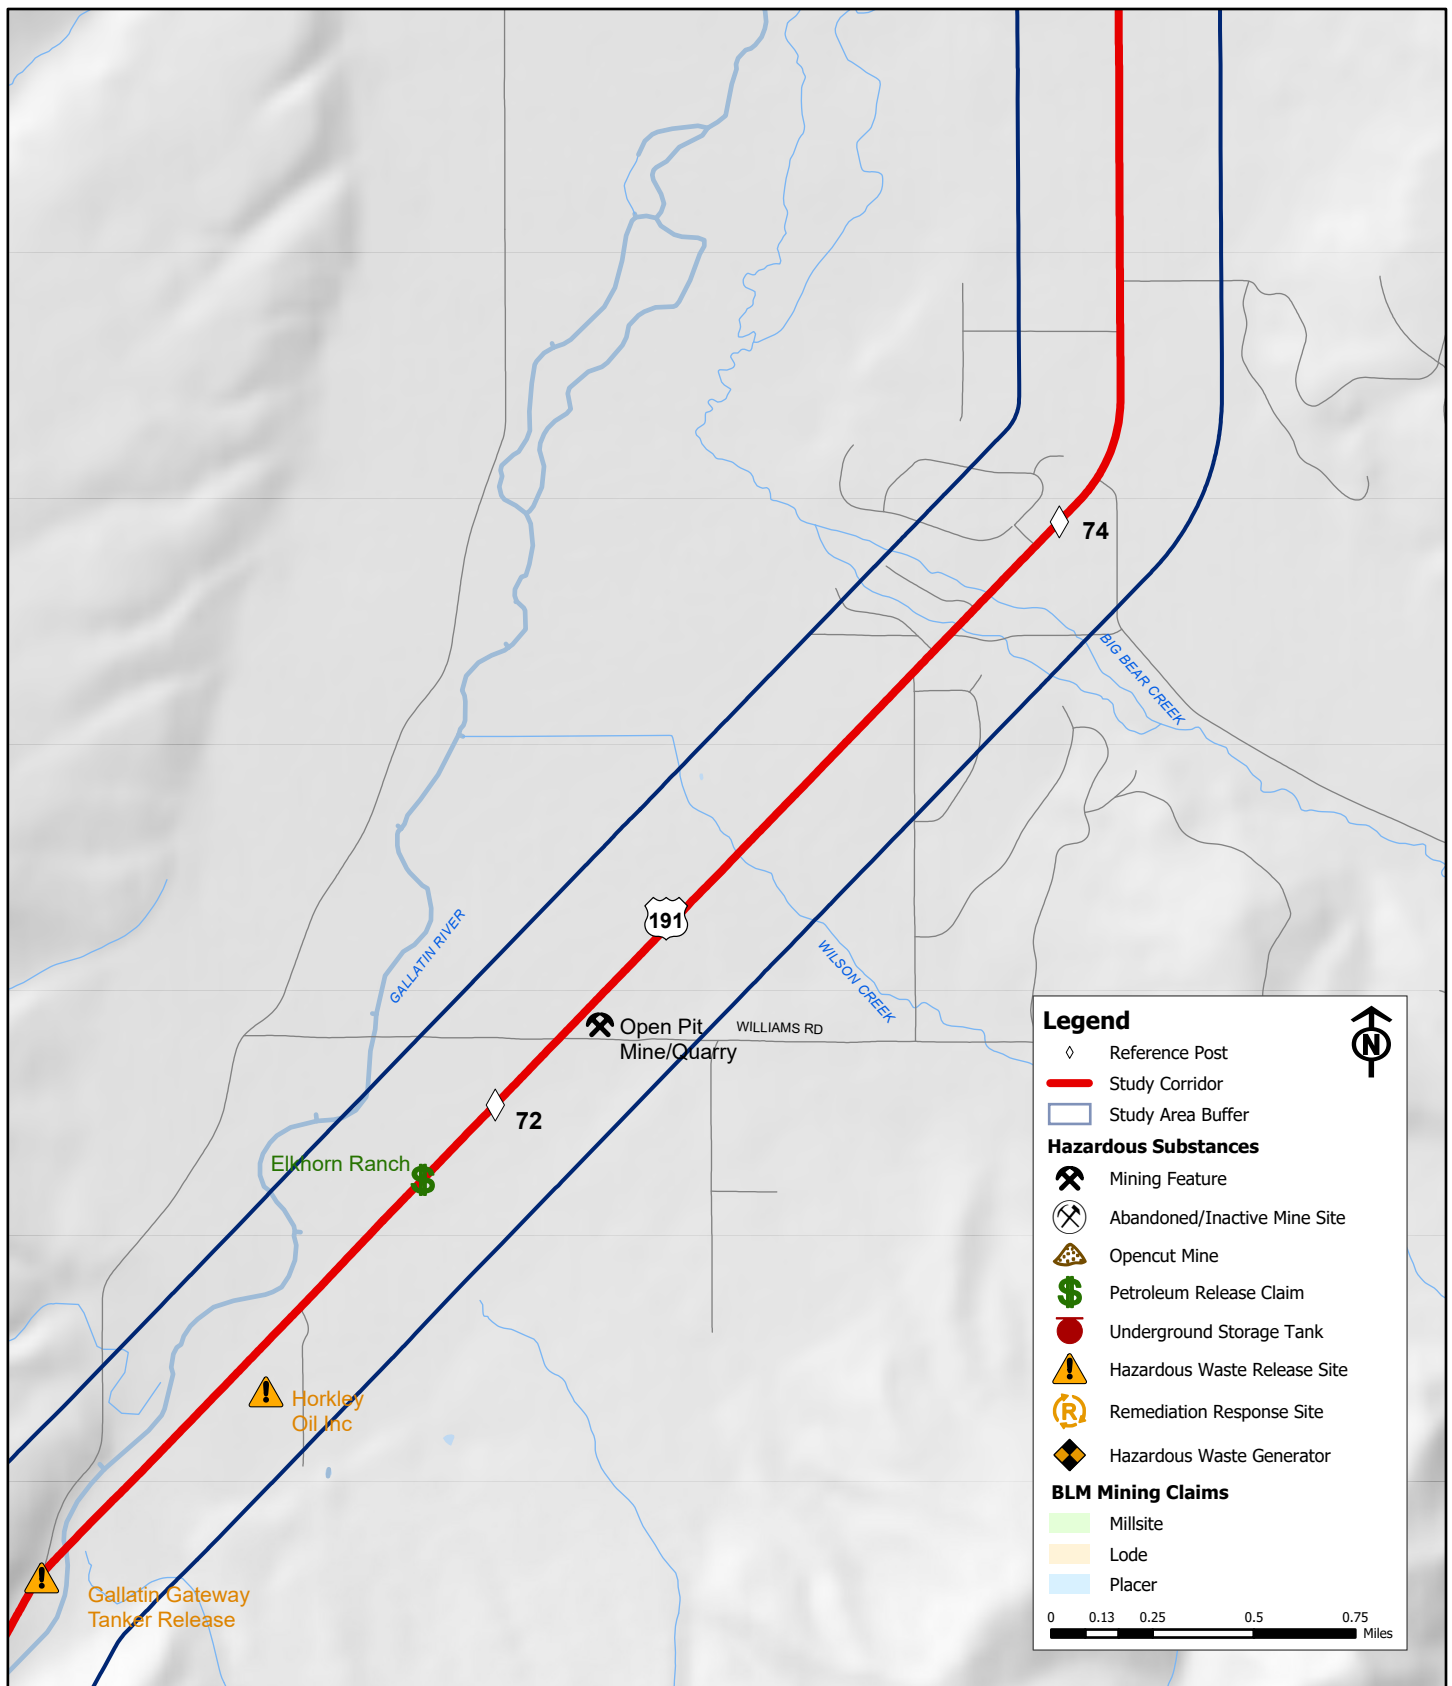 74
BIG BEAR CREEK
191
GALLATIN RIVER
WILSON CREEK
Open Pit
Mine/Quarry
WILLIAMS RD
72
Elkhorn Ranch
$
Horkley
Oil Inc
Gallatin Gateway
Tanker Release
Legend
N
Reference Post
Study Corridor
Study Area Buffer
Hazardous Substances
Mining Feature
Abandoned/Inactive Mine Site
Opencut Mine
$ Petroleum Release Claim
Underground Storage Tank
! Hazardous Waste Release Site
R Remediation Response Site
Hazardous Waste Generator
BLM Mining Claims
Millsite
Lode
Placer
0 0.13 0.25 0.5 0.75
Miles